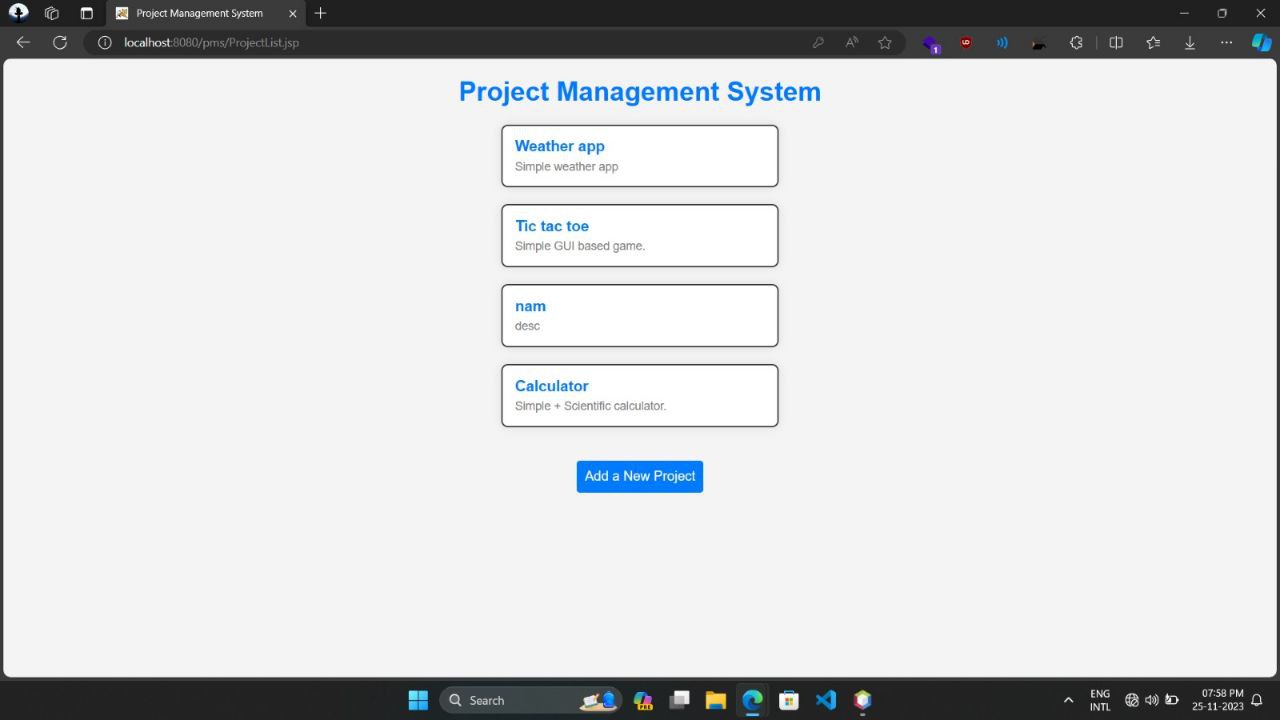 Project Management System
localhost:8080/pms/ProjectList.jsp
1
Project Management System
Weather app
Simple weather app
Tic tac toe
Simple GUI based game.
nam
desc
Calculator
Simple + Scientific calculator.
Add a New Project
Search
PRE
ENG
INTL
07:58 PM
25-11-2023